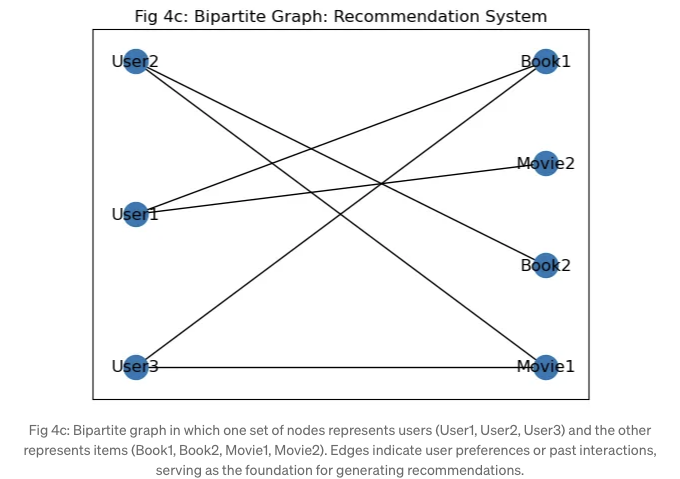 Fig 4c: Bipartite Graph: Recommendation System
User2
Book1
Movie2
User1
Book2
User3
Movie1
Fig 4c: Bipartite graph in which one set of nodes represents users (User1, User2, User3) and the other
represents items (Book1, Book2, Movie1, Movie2). Edges indicate user preferences or past interactions,
serving as the foundation for generating recommendations.